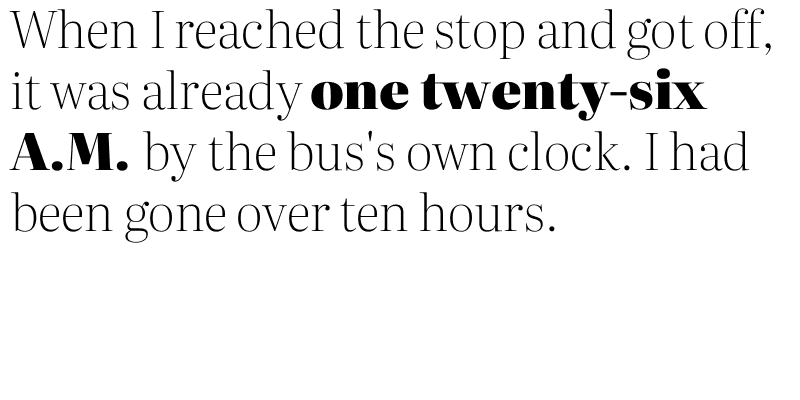 When I reached the stop and got off,
it was already one twenty-six
A.M. by the bus's own clock. I had
been gone over ten hours.